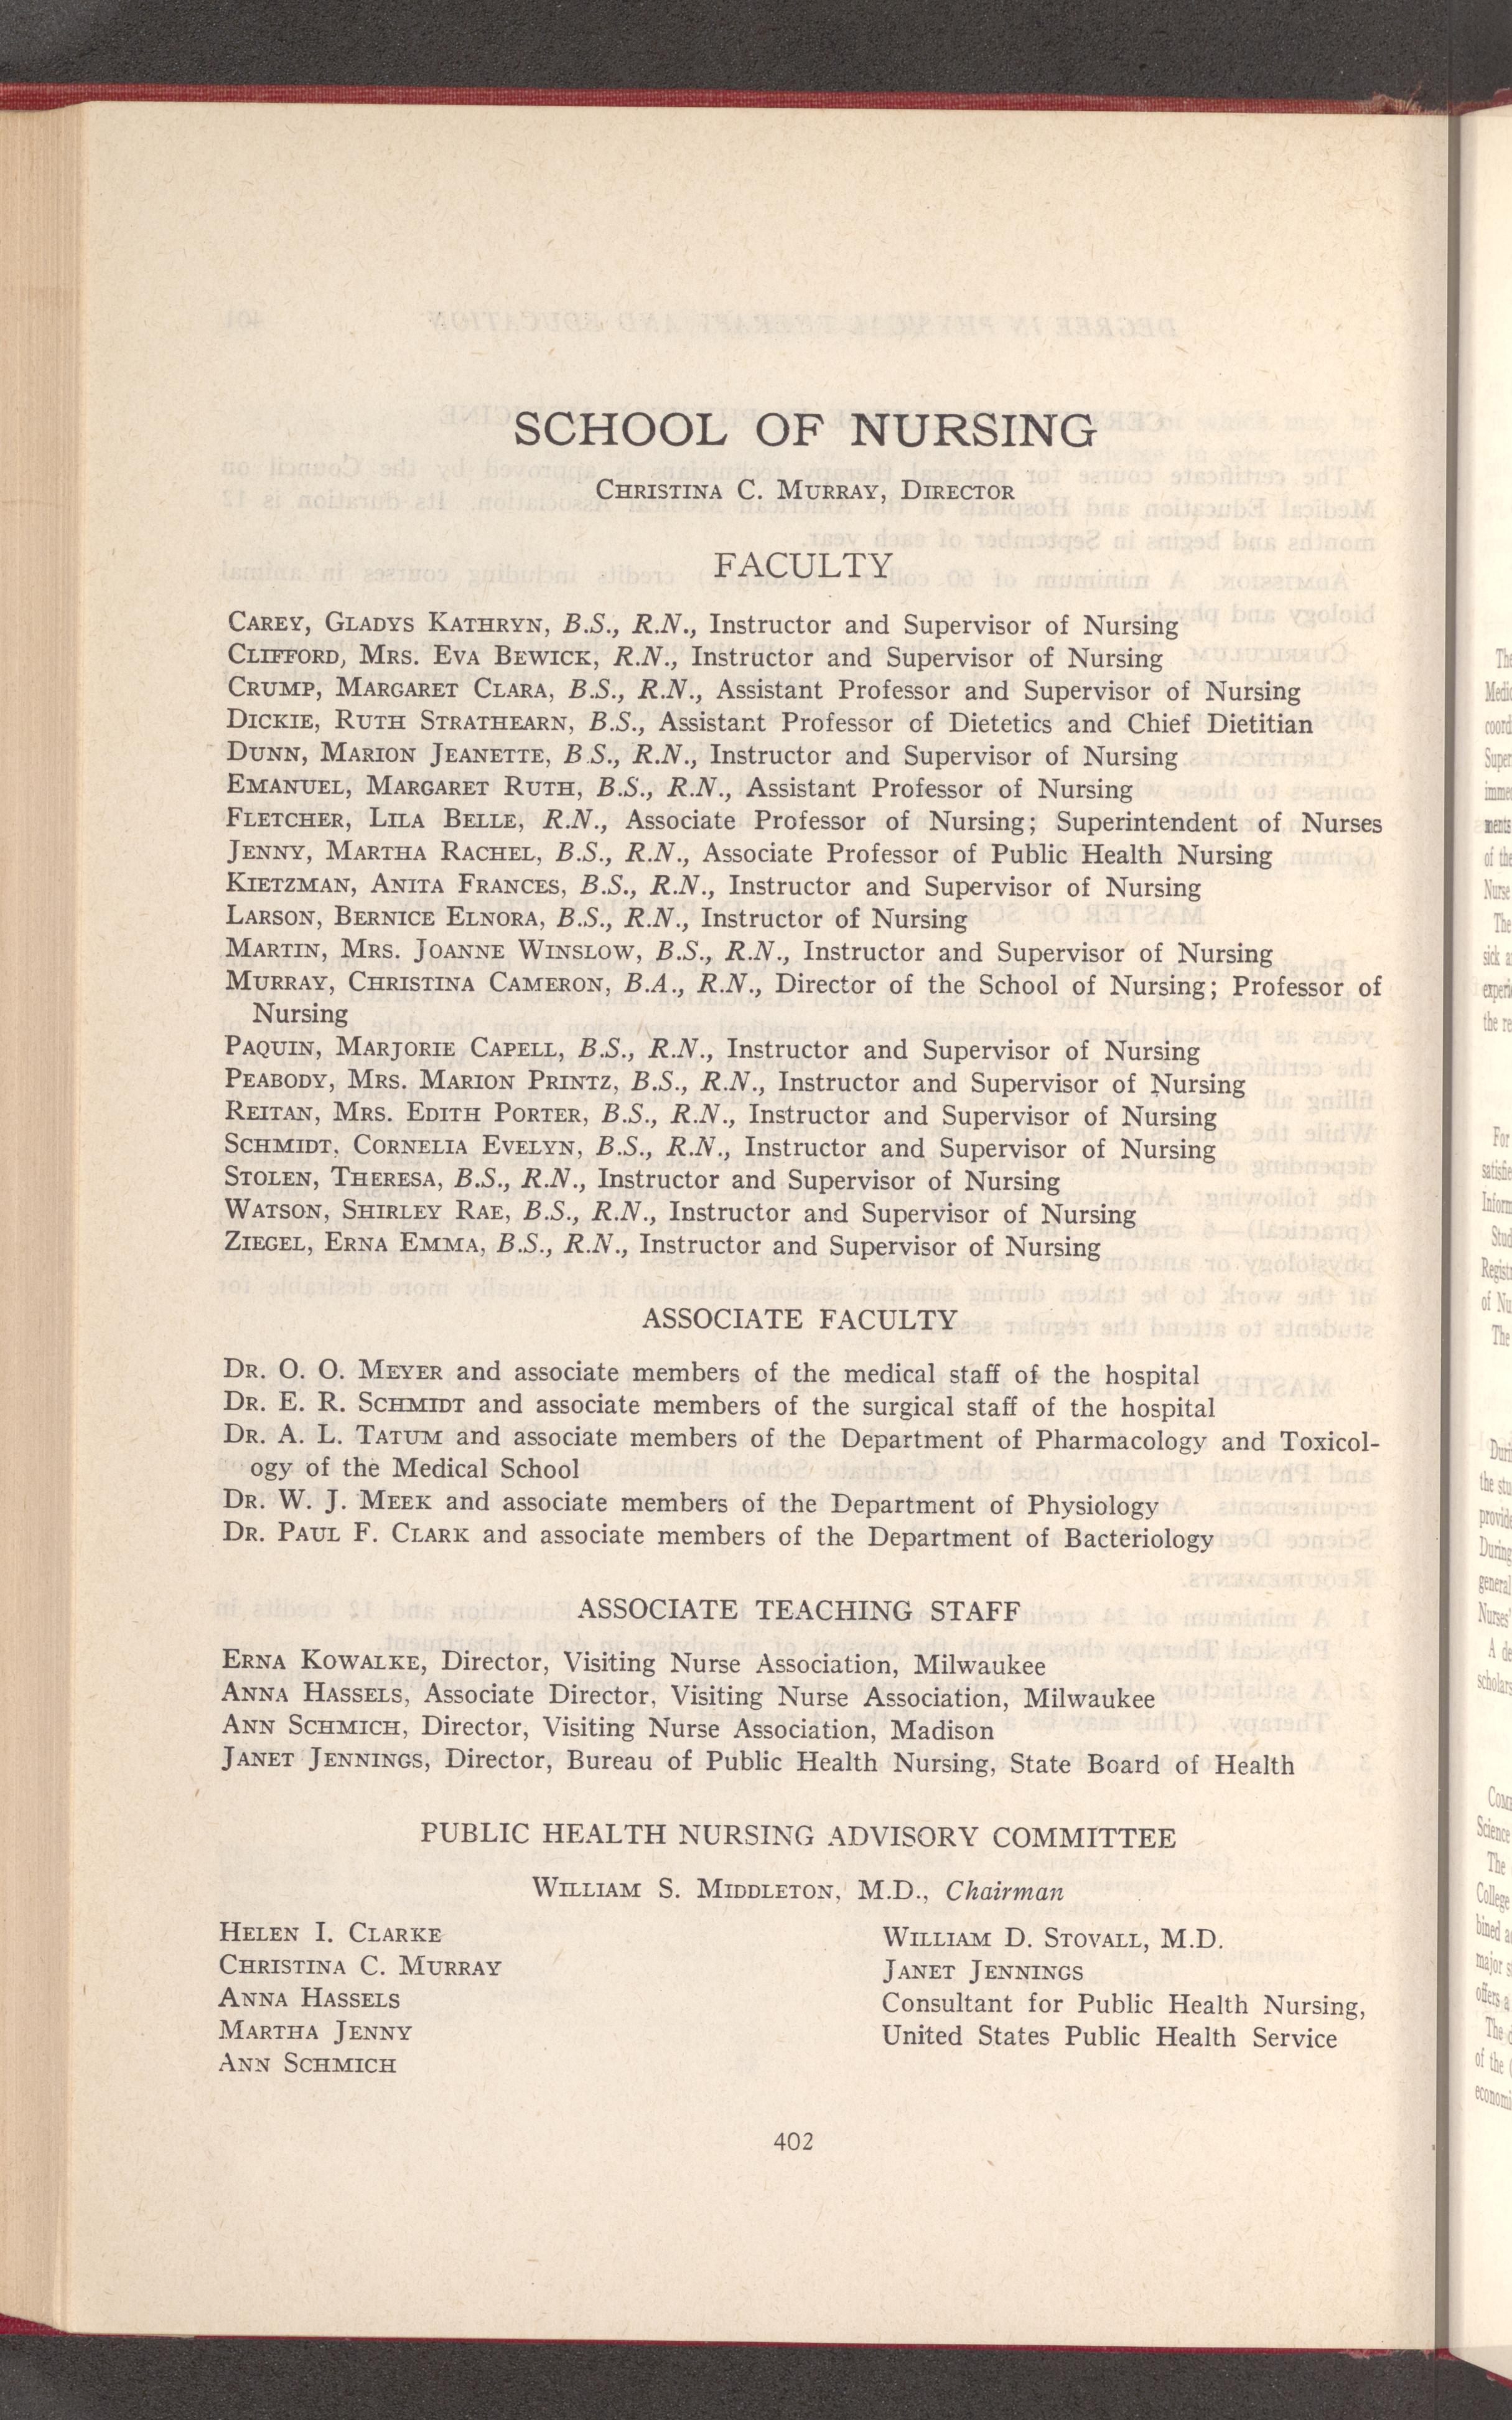 SCHOOL OF NURSING
CHRISTINA C. MURRAY, DIRECTOR
FACULTY
CAREY, GLADYS KATHRYN, B.S., R.N., Instructor and Supervisor of Nursing
CLIFFORD, MRS. EVA BEWICK, R.N., Instructor and Supervisor of Nursing
CRUMP, MARGARET CLARA, B.S., R.N., Assistant Professor and Supervisor of Nursing
DICKIE, RUTH STRATHEARN, B.S., Assistant Professor of Dietetics and Chief Dietitian
DUNN, MARION JEANETTE, B.S., R.N., Instructor and Supervisor of Nursing
EMANUEL, MARGARET RUTH, B.S., R.N., Assistant Professor of Nursing
FLETCHER, LILA BELLE, R.N., Associate Professor of Nursing; Superintendent of Nurses
JENNY, MARTHA RACHEL, B.S., R.N., Associate Professor of Public Health Nursing
KIETZMAN, ANITA FRANCES, B.S., R.N., Instructor and Supervisor of Nursing
LARSON, BERNICE ELNORA, B.S., R.N., Instructor of Nursing
MARTIN, MRS. JOANNE WINSLOW, B.S., R.N., Instructor and Supervisor of Nursing
MURRAY, CHRISTINA CAMERON, B.A., R.N., Director of the School of Nursing; Professor of
Nursing
PAQUIN, MARJORIE CAPELL, B.S., R.N., Instructor and Supervisor of Nursing
PEABODY, MRS. MARION PRINTZ, B.S., R.N., Instructor and Supervisor of Nursing
REITAN, MRS. EDITH PORTER, B.S., R.N., Instructor and Supervisor of Nursing
SCHMIDT, CORNELIA EVELYN, B.S., R.N., Instructor and Supervisor of Nursing
STOLEN, THERESA, B.S., R.N., Instructor and Supervisor of Nursing
WATSON, SHIRLEY RAE, B.S., R.N., Instructor and Supervisor of Nursing
ZIEGEL, ERNA EMMA, B.S., R.N., Instructor and Supervisor of Nursing
ASSOCIATE FACULTY
DR. O. O. MEYER and associate members of the medical staff of the hospital
DR. E. R. SCHMIDT and associate members of the surgical staff of the hospital
DR. A. L. TATUM and associate members of the Department of Pharmacology and Toxicol-
ogy of the Medical School
DR. W. J. MEEK and associate members of the Department of Physiology
DR. PAUL F. CLARK and associate members of the Department of Bacteriology
ASSOCIATE TEACHING STAFF
ERNA KOWALKE, Director, Visiting Nurse Association, Milwaukee
ANNA HASSELS, Associate Director, Visiting Nurse Association, Milwaukee
ANN SCHMICH, Director, Visiting Nurse Association, Madison
JANET JENNINGS, Director, Bureau of Public Health Nursing, State Board of Health
PUBLIC HEALTH NURSING ADVISORY COMMITTEE
WILLIAM S. MIDDLETON, M.D., Chairman
HELEN I. CLARKE
CHRISTINA C. MURRAY
ANNA HASSELS
MARTHA JENNY
ANN SCHMICH
WILLIAM D. STOVALL, M.D.
JANET JENNINGS
Consultant for Public Health Nursing,
United States Public Health Service
402